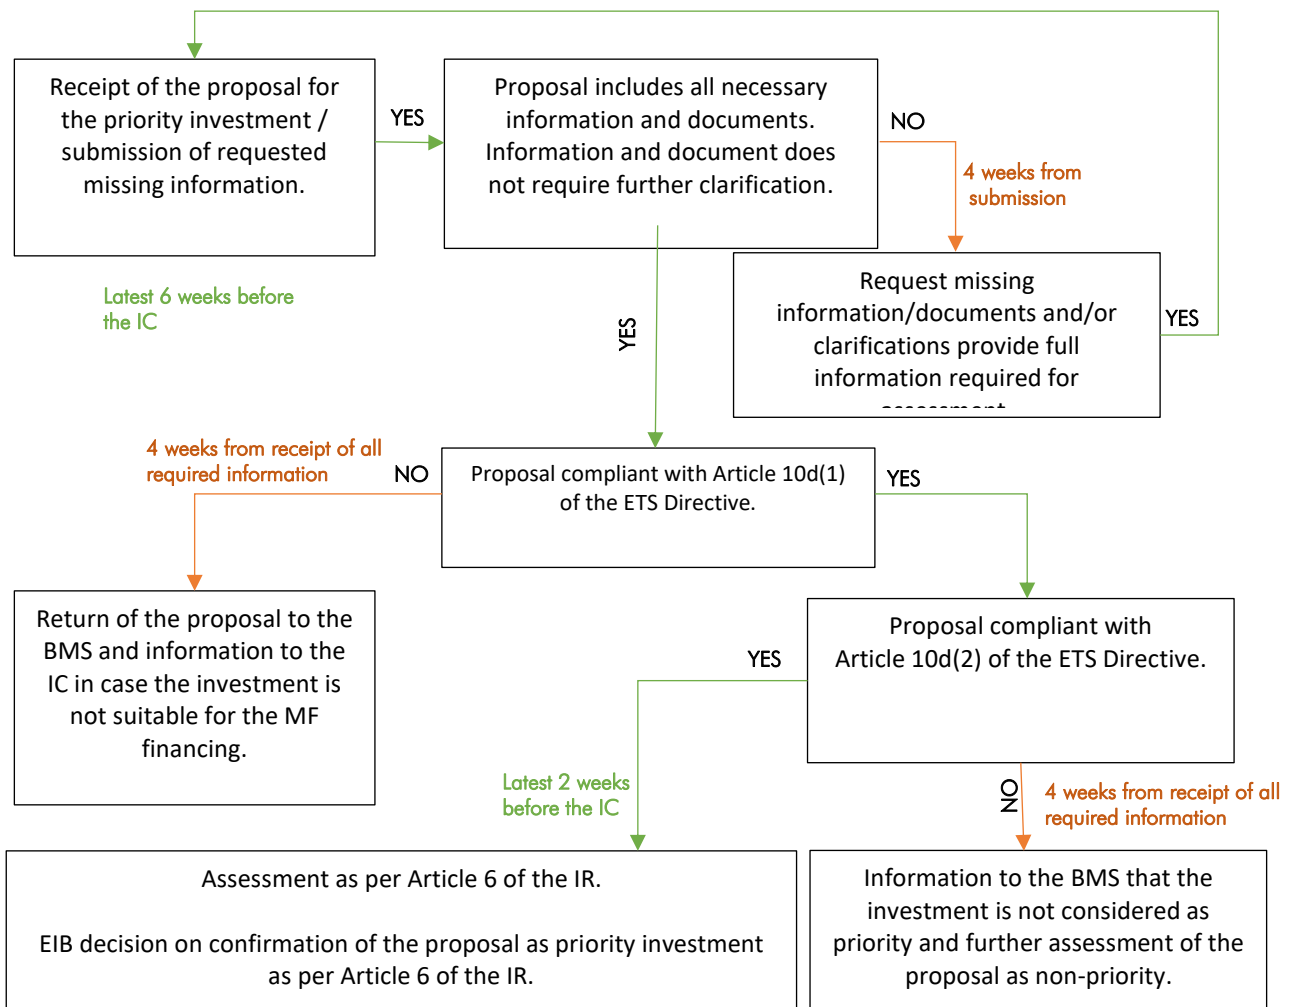 Receipt of the proposal for
the priority investment /
submission of requested
missing information.
YES
Proposal includes all necessary
information and documents.
Information and document does
not require further clarification.
NO
4 weeks from
submission
Latest 6 weeks before
the IC
YES
Request missing
information/documents and/or
clarifications provide full
information required for
assessment.
YES
4 weeks from receipt of all
required information
NO
Proposal compliant with Article 10d(1)
of the ETS Directive.
YES
Return of the proposal to the
BMS and information to the
IC in case the investment is
not suitable for the MF
financing.
Proposal compliant with
Article 10d(2) of the ETS Directive.
YES
Latest 2 weeks
before the IC
NO
4 weeks from receipt of all
required information
Assessment as per Article 6 of the IR.
EIB decision on confirmation of the proposal as priority investment
as per Article 6 of the IR.
Information to the BMS that the
investment is not considered as
priority and further assessment of the
proposal as non-priority.